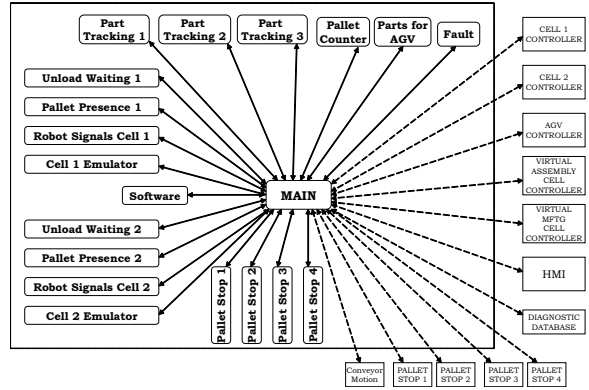 Part
Tracking 1
Part
Tracking 2
Part
Tracking 3
Pallet
Counter
Parts for
AGV
Fault
CELL 1
CONTROLLER
CELL 2
CONTROLLER
AGV
CONTROLLER
VIRTUAL
ASSEMBLY
CELL
CONTROLLER
VIRTUAL
MFTG
CELL
CONTROLLER
HMI
DIAGNOSTIC
DATABASE
Unload Waiting 1
Pallet Presence 1
Robot Signals Cell 1
Cell 1 Emulator
Software
MAIN
Unload Waiting 2
Pallet Presence 2
Robot Signals Cell 2
Cell 2 Emulator
Pallet Stop 1
Pallet Stop 2
Pallet Stop 3
Pallet Stop 4
Conveyor
Motion
PALLET
STOP 1
PALLET
STOP 2
PALLET
STOP 3
PALLET
STOP 4